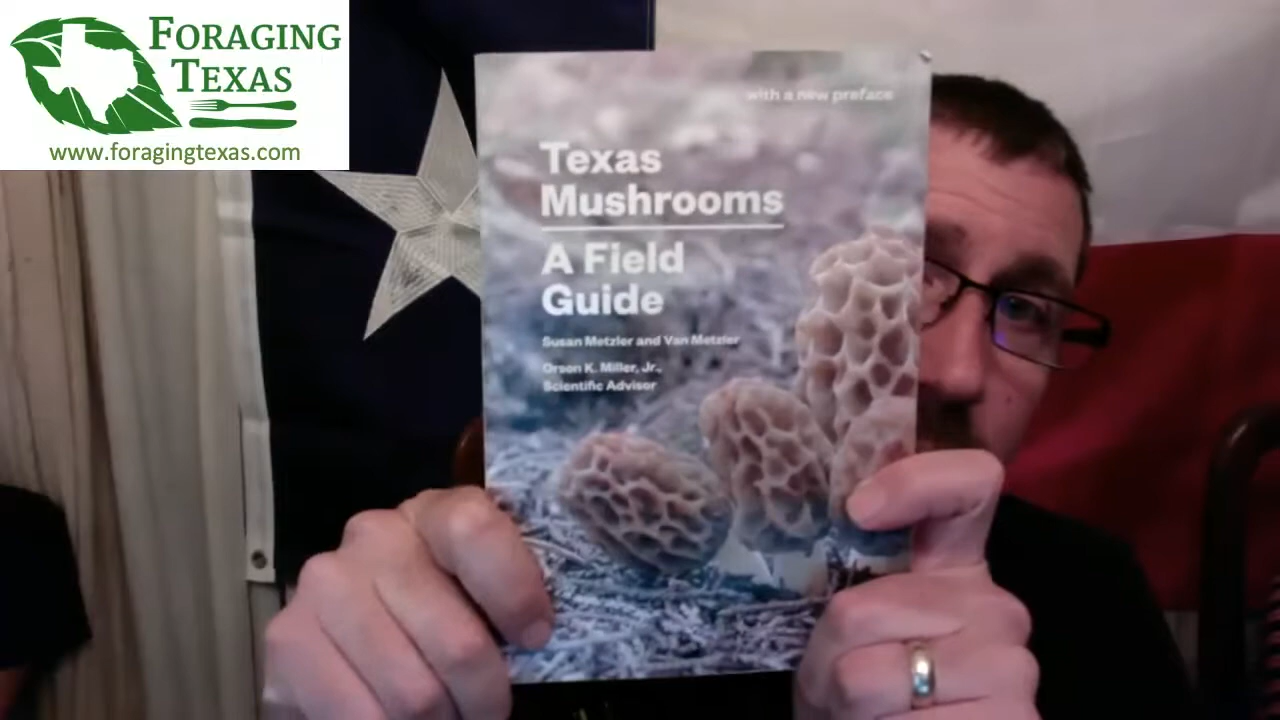 FORAGING
TEXAS
www.foragingtexas.com
with a new preface
Texas
Mushrooms
A Field
Guide
Susan Metzler and Van Metzler
Orson K. Miller, Jr.,
Scientific Advisor